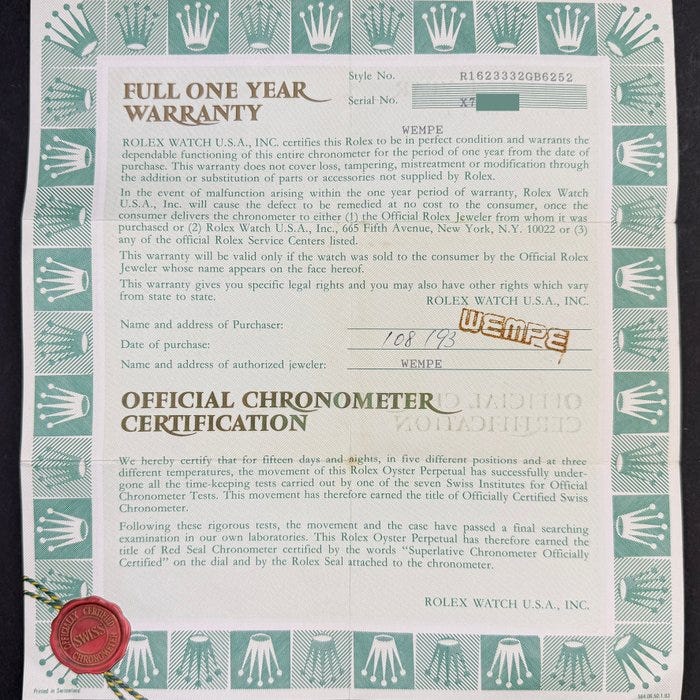 FULL ONE YEAR
WARRANTY
Style No. R1623332GB6252
Serial No. X7
WEMPE
ROLEX WATCH U.S.A., INC. certifies this Rolex to be in perfect condition and warrants the
dependable functioning of this entire chronometer for the period of one year from the date of
purchase. This warranty does not cover loss, tampering, mistreatment or modification through
the addition or substitution of parts or accessories not supplied by Rolex.
In the event of malfunction arising within the one year period of warranty, Rolex Watch
U.S.A., Inc. will cause the defect to be remedied at no cost to the consumer, once the
consumer delivers the chronometer to either (1) the Official Rolex Jeweler from whom it was
purchased or (2) Rolex Watch U.S.A., Inc., 665 Fifth Avenue, New York, N.Y. 10022 or (3)
any of the official Rolex Service Centers listed.
This warranty will be valid only if the watch was sold to the consumer by the Official Rolex
Jeweler whose name appears on the face hereof.
This warranty gives you specific legal rights and you may also have other rights which vary
from state to state.
ROLEX WATCH U.S.A., INC.
Name and address of Purchaser:
WEMPE
Date of purchase: 108/93
Name and address of authorized jeweler: WEMPE
OFFICIAL CHRONOMETER
CERTIFICATION
We hereby certify that for fifteen days and nights, in five different positions and at three
different temperatures, the movement of this Rolex Oyster Perpetual has successfully under-
gone all the time-keeping tests carried out by one of the seven Swiss Institutes for Official
Chronometer Tests. This movement has therefore earned the title of Officially Certified Swiss
Chronometer.
Following these rigorous tests, the movement and the case have passed a final searching
examination in our own laboratories. This Rolex Oyster Perpetual has therefore earned the
title of Red Seal Chronometer certified by the words "Superlative Chronometer Officially
Certified" on the dial and by the Rolex Seal attached to the chronometer.
ROLEX WATCH U.S.A., INC.
OFFICIALLY CERTIFIED
SWISS
CHRONOMETER
Printed in Switzerland